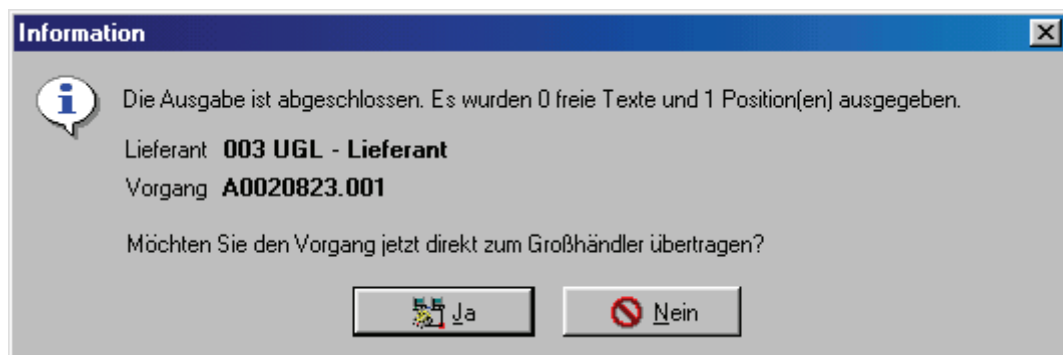 Information
Die Ausgabe ist abgeschlossen. Es wurden 0 freie Texte und 1 Position(en) ausgegeben.
Lieferant 003 UGL - Lieferant
Vorgang A0020823.001
Möchten Sie den Vorgang jetzt direkt zum Großhändler übertragen?
Ja Nein